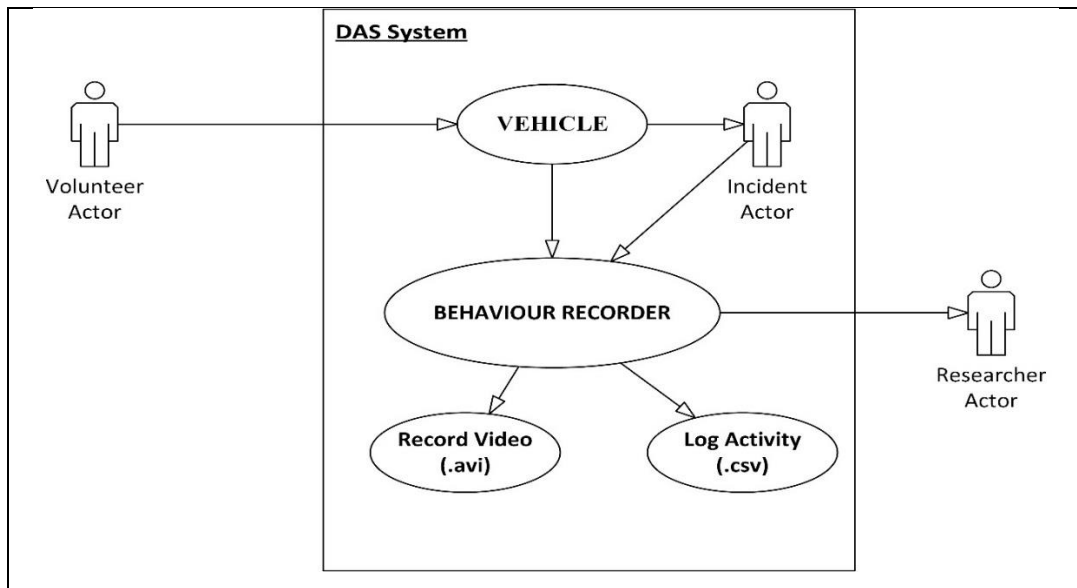 DAS System
VEHICLE
Volunteer
Actor
Incident
Actor
BEHAVIOUR RECORDER
Researcher
Actor
Record Video
(.avi)
Log Activity
(.csv)